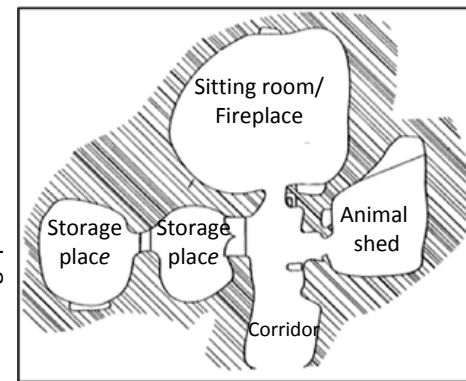 Sitting room/
Fireplace
Storage
place
Storage
place
Animal
shed
Corridor